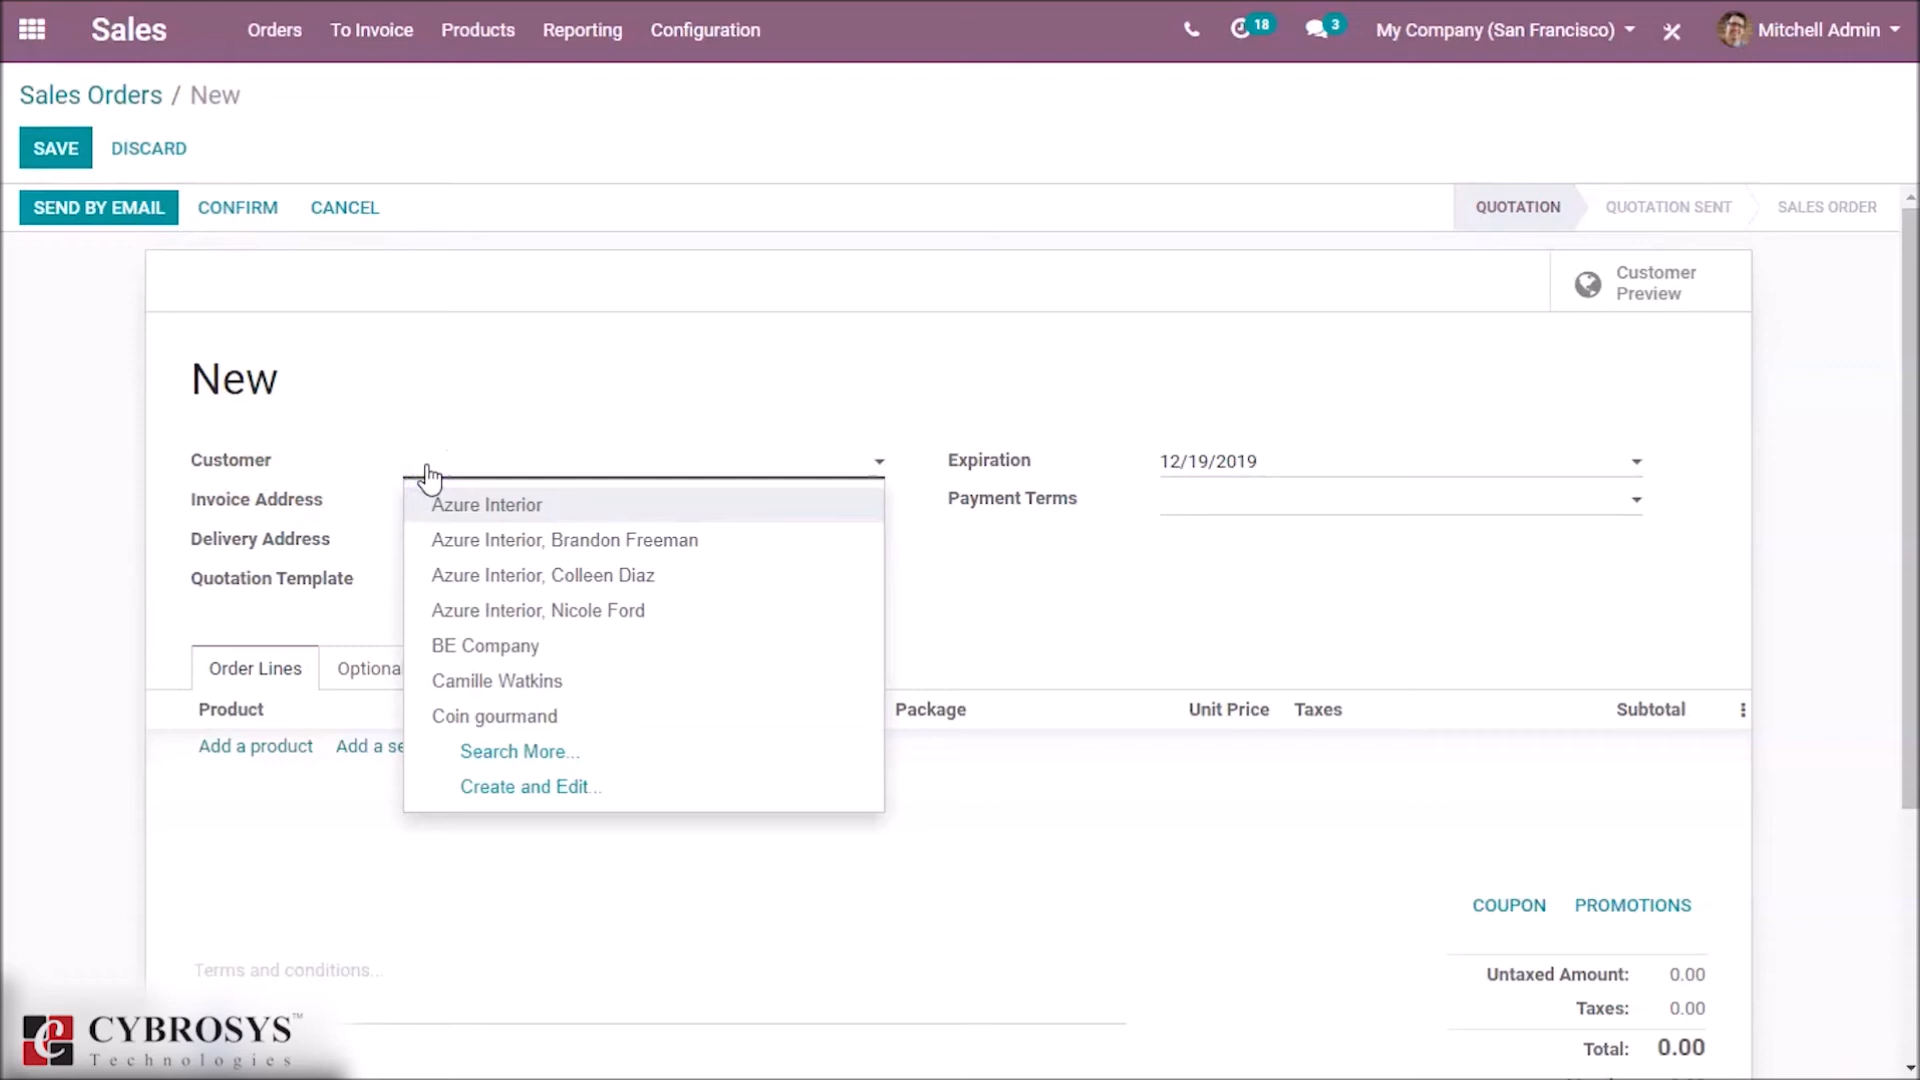 Sales Orders To Invoice Products Reporting Configuration 18 3 My Company (San Francisco) Mitchell Admin
Sales Orders / New
SAVE DISCARD
SEND BY EMAIL CONFIRM CANCEL QUOTATION QUOTATION SENT SALES ORDER
Customer
Preview
New
Customer Expiration 12/19/2019
Invoice Address Payment Terms
Delivery Address
Quotation Template
Azure Interior
Azure Interior, Brandon Freeman
Azure Interior, Colleen Diaz
Azure Interior, Nicole Ford
BE Company
Camille Watkins
Coin gourmand
Search More...
Create and Edit...
Order Lines Optiona
Product Package Unit Price Taxes Subtotal
Add a product Add a se
COUPON PROMOTIONS
Terms and conditions...
Untaxed Amount: 0.00
Taxes: 0.00
Total: 0.00
CYBROSYS™
Technologies